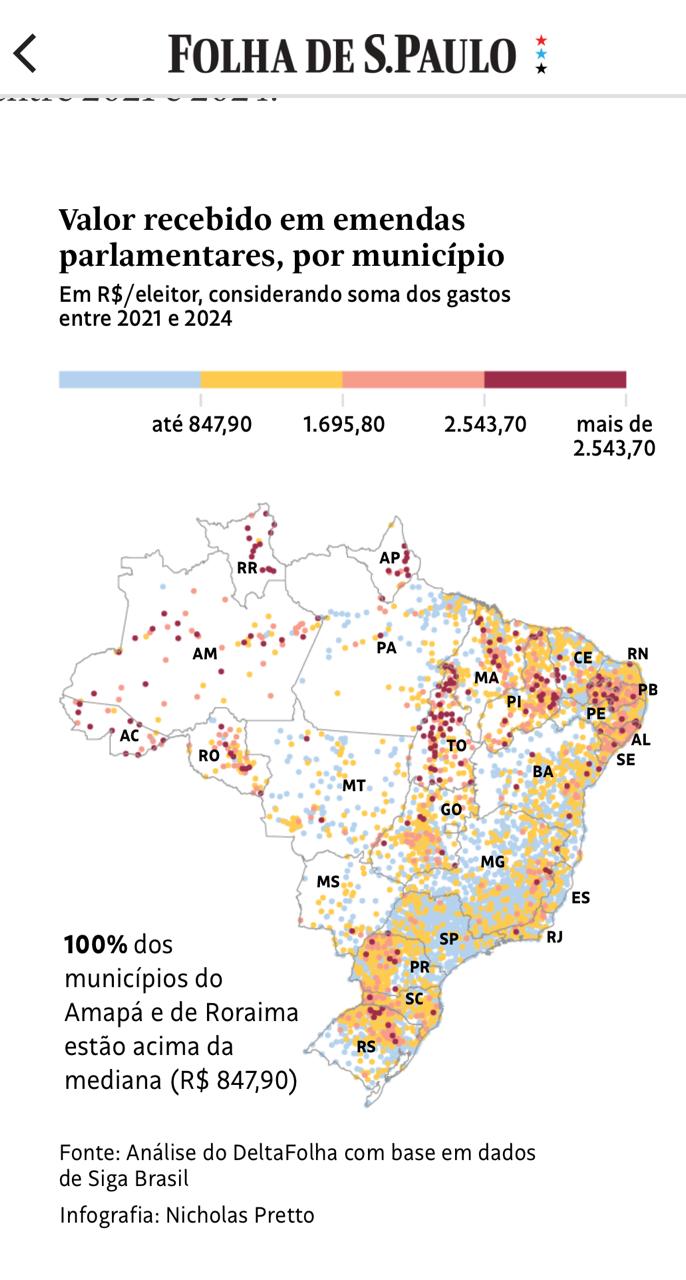 FOLHA DE S.PAULO
entre 2021 e 2024.
Valor recebido em emendas
parlamentares, por município
Em R$/eleitor, considerando soma dos gastos
entre 2021 e 2024
até 847,90
1.695,80
2.543,70
mais de
2.543,70
RR
AP
AM
PA
MA
CE
RN
PI
PB
PE
AC
RO
TO
AL
SE
MT
BA
GO
MG
MS
ES
SP
RJ
PR
SC
RS
100% dos
municípios do
Amapá e de Roraima
estão acima da
mediana (R$ 847,90)
Fonte: Análise do DeltaFolha com base em dados
de Siga Brasil
Infografia: Nicholas Pretto